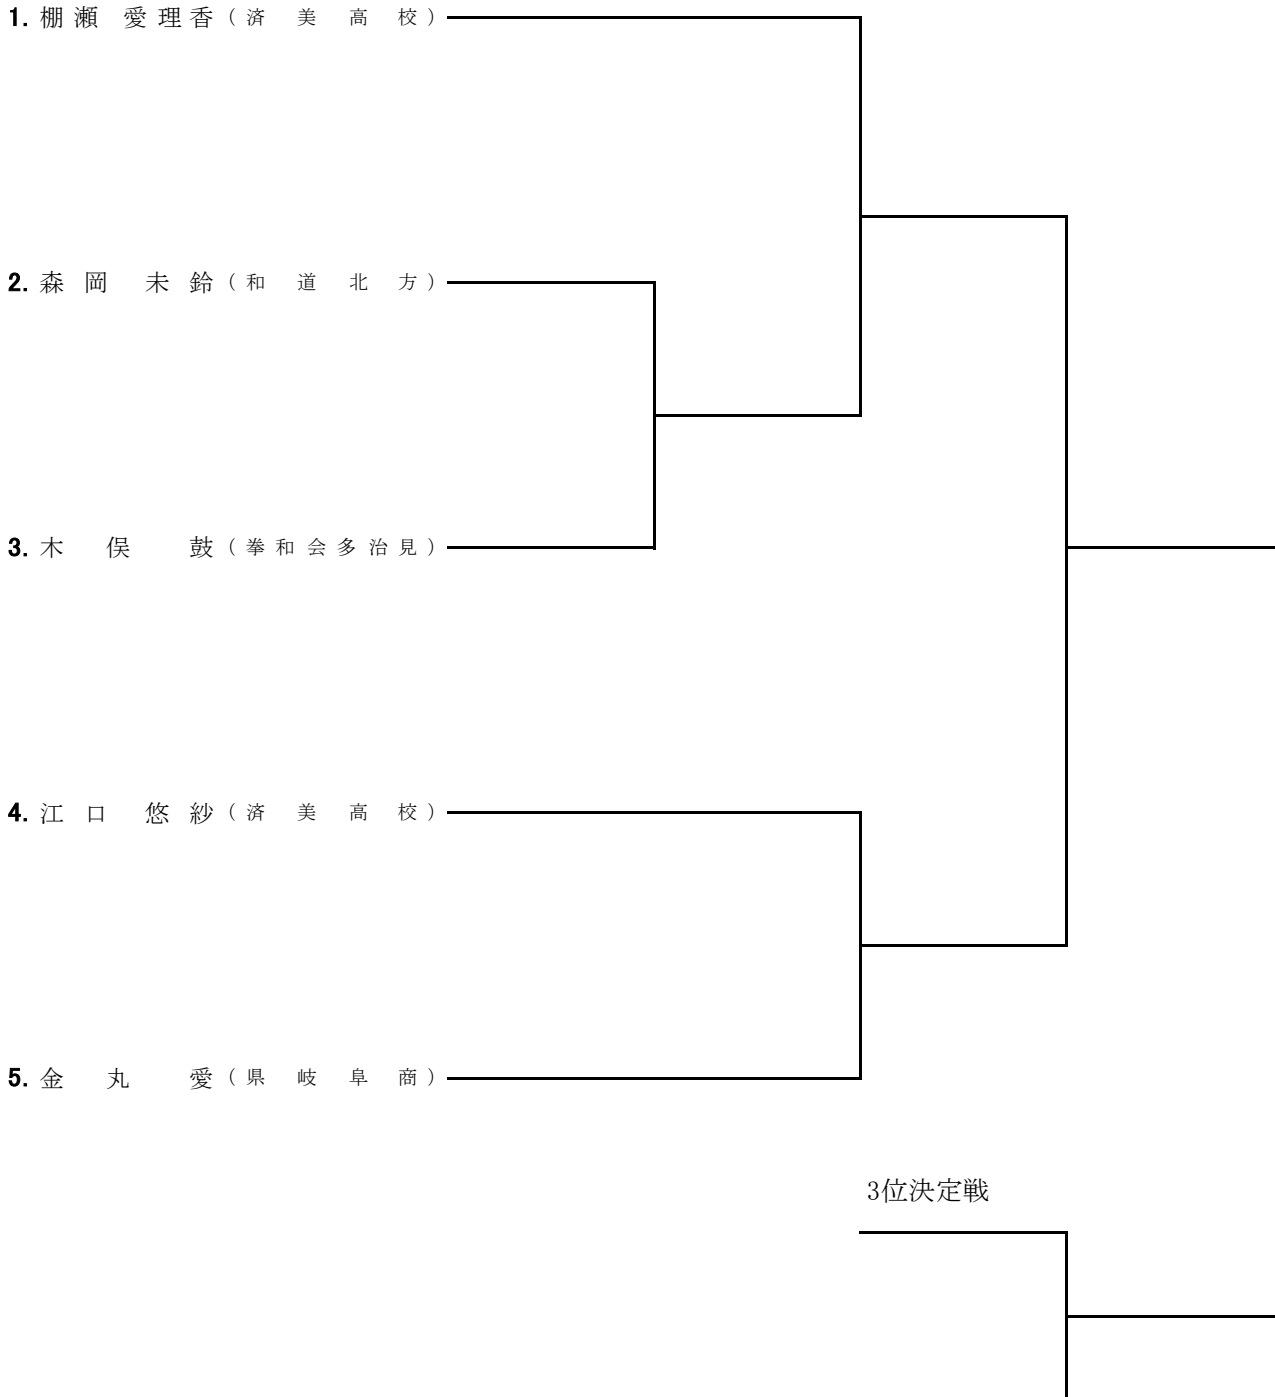 1. 棚瀬 愛理香（済美高校）
2. 森岡 未鈴（和道北方）
3. 木俣 鼓（拳和会多治見）
4. 江口 悠紗（済美高校）
5. 金丸 愛（県岐阜商）
3位決定戦